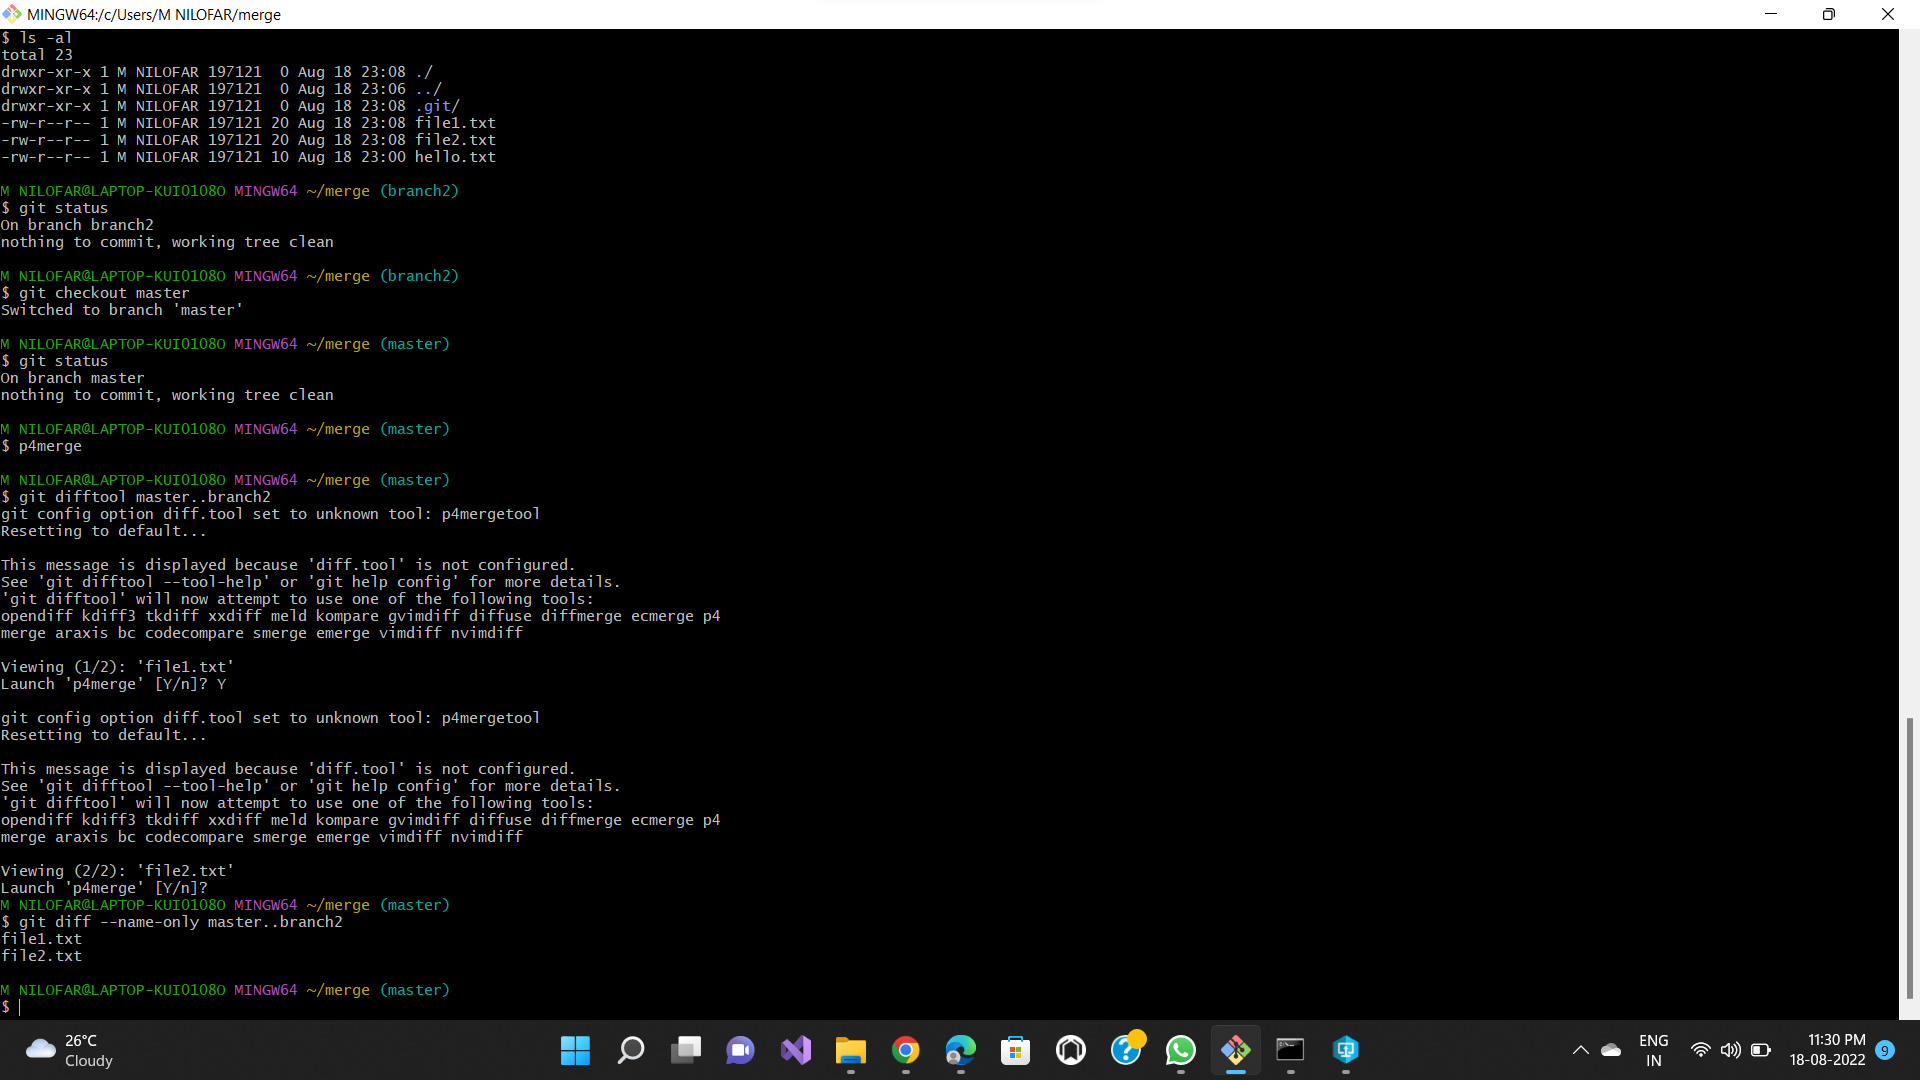 MINGW64:/c/Users/M NILOFAR/merge
$ ls -al
total 23
drwxr-xr-x 1 M NILOFAR 197121  0 Aug 18 23:08 ./
drwxr-xr-x 1 M NILOFAR 197121  0 Aug 18 23:06 ../
drwxr-xr-x 1 M NILOFAR 197121  0 Aug 18 23:08 .git/
-rw-r--r-- 1 M NILOFAR 197121 20 Aug 18 23:08 file1.txt
-rw-r--r-- 1 M NILOFAR 197121 20 Aug 18 23:08 file2.txt
-rw-r--r-- 1 M NILOFAR 197121 10 Aug 18 23:00 hello.txt
M NILOFAR@LAPTOP-KUI0108O MINGW64 ~/merge (branch2)
$ git status
On branch branch2
nothing to commit, working tree clean
M NILOFAR@LAPTOP-KUI0108O MINGW64 ~/merge (branch2)
$ git checkout master
Switched to branch 'master'
M NILOFAR@LAPTOP-KUI0108O MINGW64 ~/merge (master)
$ git status
On branch master
nothing to commit, working tree clean
M NILOFAR@LAPTOP-KUI0108O MINGW64 ~/merge (master)
$ p4merge
M NILOFAR@LAPTOP-KUI0108O MINGW64 ~/merge (master)
$ git difftool master..branch2
git config option diff.tool set to unknown tool: p4mergetool
Resetting to default...
This message is displayed because 'diff.tool' is not configured.
See 'git difftool --tool-help' or 'git help config' for more details.
'git difftool' will now attempt to use one of the following tools:
opendiff kdiff3 tkdiff xxdiff meld kompare gvimdiff diffuse diffmerge ecmerge p4
merge araxis bc codecompare smerge emerge vimdiff nvimdiff
Viewing (1/2): 'file1.txt'
Launch 'p4merge' [Y/n]? Y
git config option diff.tool set to unknown tool: p4mergetool
Resetting to default...
This message is displayed because 'diff.tool' is not configured.
See 'git difftool --tool-help' or 'git help config' for more details.
'git difftool' will now attempt to use one of the following tools:
opendiff kdiff3 tkdiff xxdiff meld kompare gvimdiff diffuse diffmerge ecmerge p4
merge araxis bc codecompare smerge emerge vimdiff nvimdiff
Viewing (2/2): 'file2.txt'
Launch 'p4merge' [Y/n]?
M NILOFAR@LAPTOP-KUI0108O MINGW64 ~/merge (master)
$ git diff --name-only master..branch2
file1.txt
file2.txt
M NILOFAR@LAPTOP-KUI0108O MINGW64 ~/merge (master)
$
26°C
Cloudy
ENG
IN
11:30 PM
18-08-2022
9